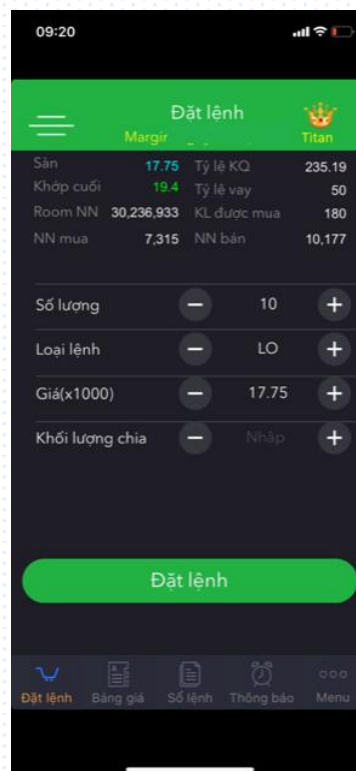 09:20
Đặt lệnh
Margir Titan
Sàn 17.75 Tỷ lệ KQ 235.19
Khớp cuối 19.4 Tỷ lệ vay 50
Room NN 30,236,933 KL được mua 180
NN mua 7,315 NN bán 10,177
Số lượng − 10 +
Loại lệnh − LO +
Giá(x1000) − 17.75 +
Khối lượng chia − Nhập +
Đặt lệnh
Đặt lệnh Bảng giá Sổ lệnh Thông báo Menu